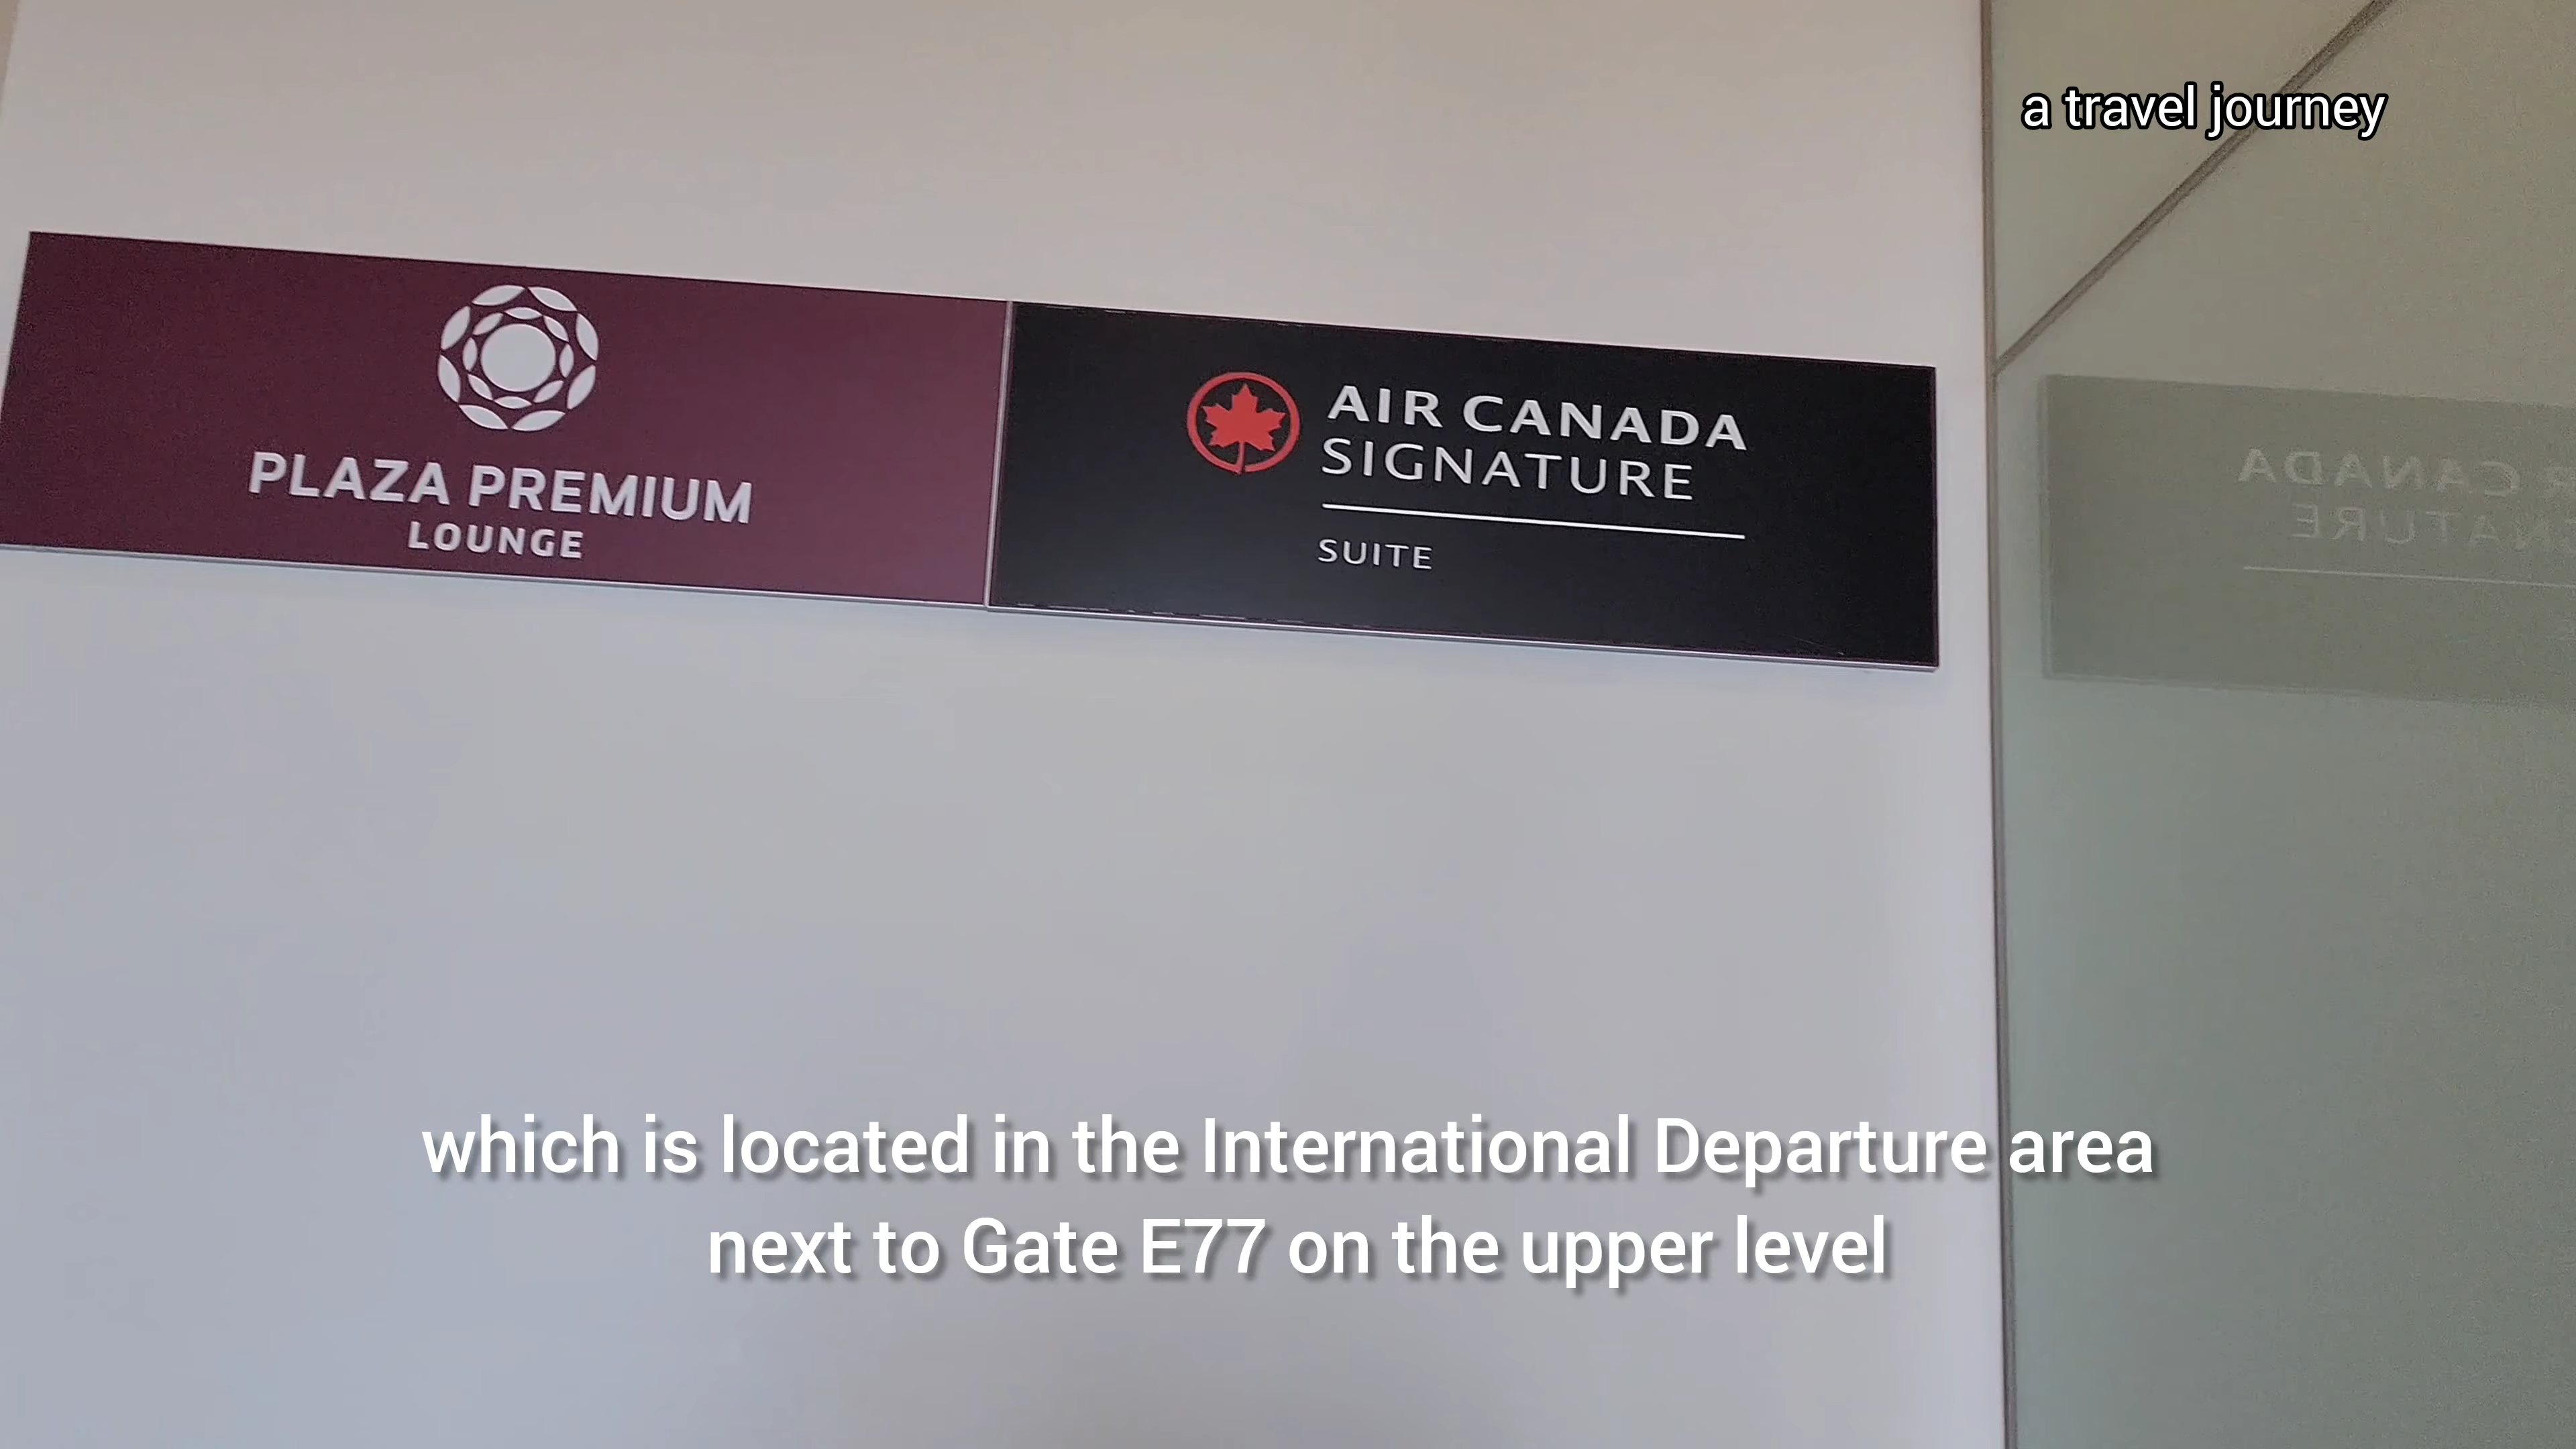 a travel journey
PLAZA PREMIUM
LOUNGE
AIR CANADA
SIGNATURE
SUITE
CANADA
which is located in the International Departure area
next to Gate E77 on the upper level